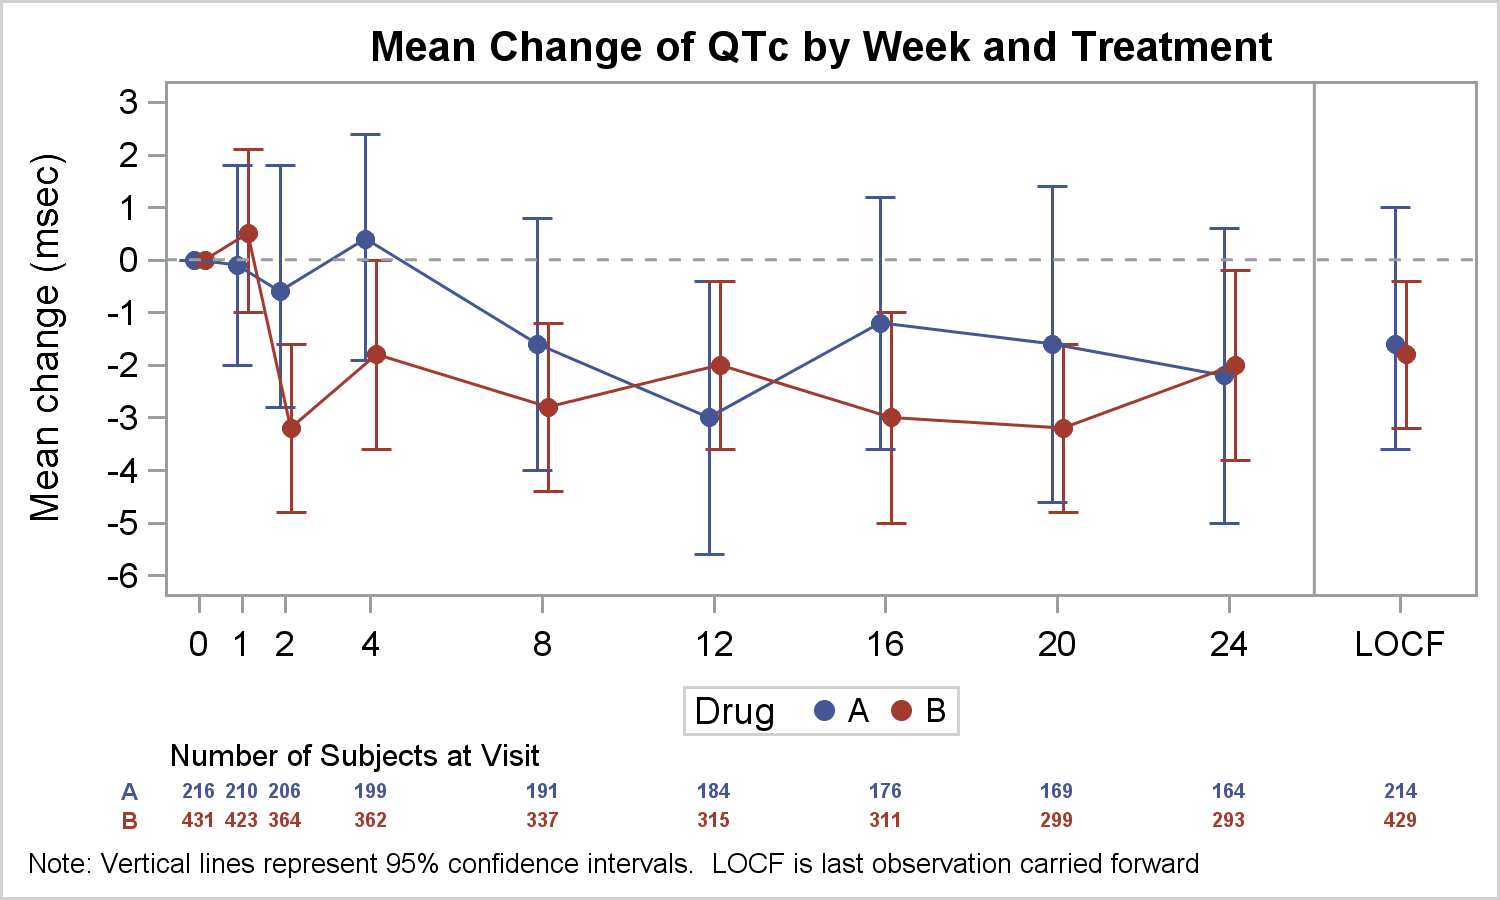 Mean Change of QTc by Week and Treatment
Mean change (msec)
3
2
1
0
-1
-2
-3
-4
-5
-6
0 1 2 4 8 12 16 20 24 LOCF
Drug A B
Number of Subjects at Visit
A 216 210 206 199 191 184 176 169 164 214
B 431 423 364 362 337 315 311 299 293 429
Note: Vertical lines represent 95% confidence intervals.  LOCF is last observation carried forward